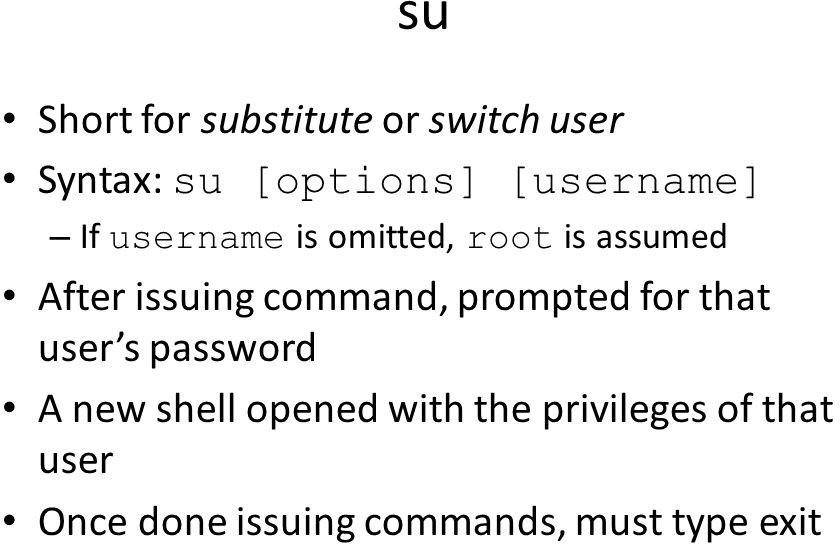 su
• Short for substitute or switch user
• Syntax: su [options] [username]
– If username is omitted, root is assumed
• After issuing command, prompted for that
user’s password
• A new shell opened with the privileges of that
user
• Once done issuing commands, must type exit